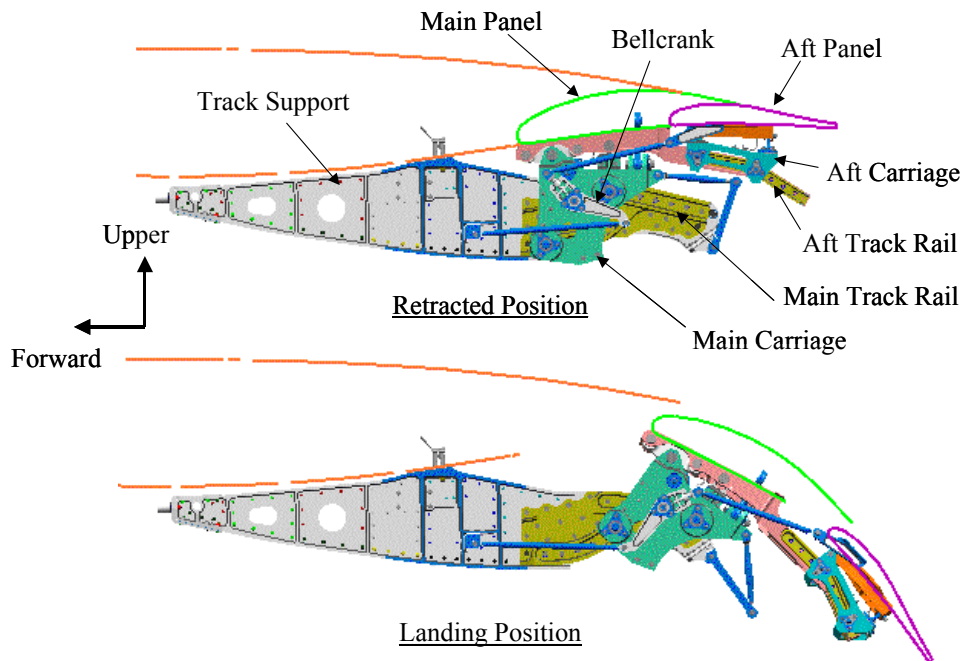 Main Panel
Bellcrank
Aft Panel
Track Support
Aft Carriage
Upper
Aft Track Rail
Retracted Position
Main Track Rail
Main Carriage
Forward
Landing Position